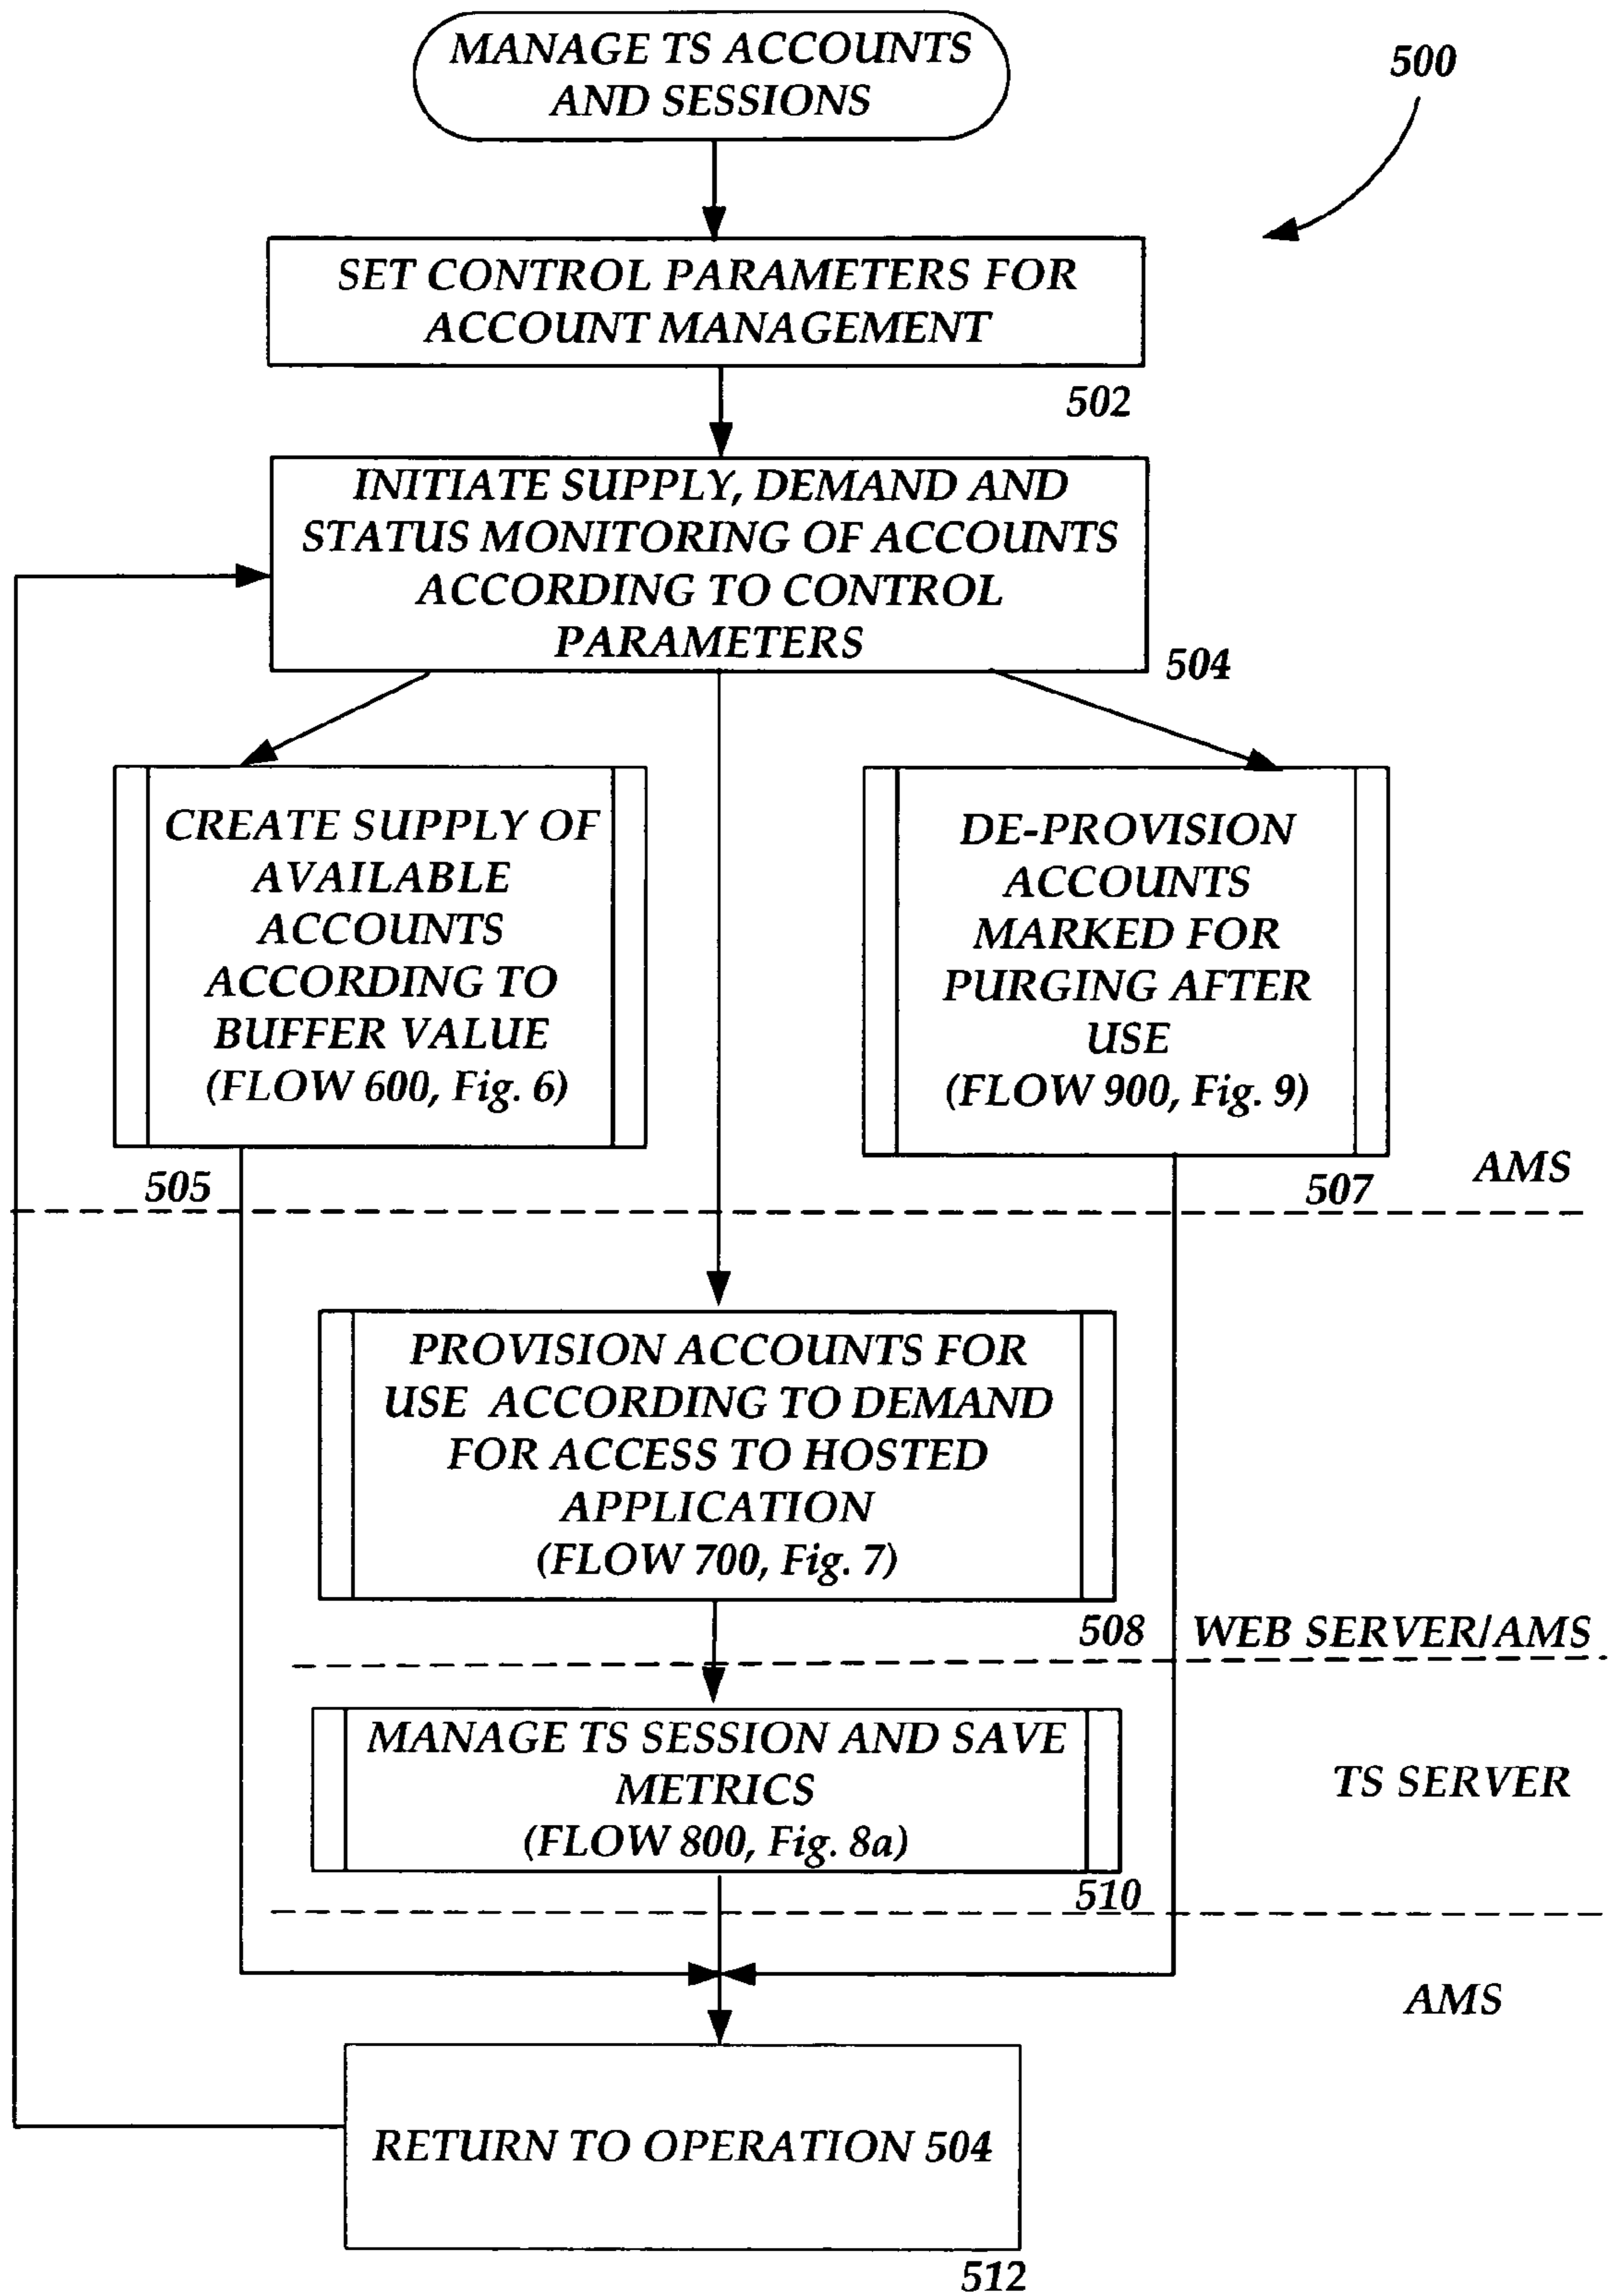 MANAGE TS ACCOUNTS
AND SESSIONS
500
SET CONTROL PARAMETERS FOR
ACCOUNT MANAGEMENT
502
INITIATE SUPPLY, DEMAND AND
STATUS MONITORING OF ACCOUNTS
ACCORDING TO CONTROL
PARAMETERS
504
CREATE SUPPLY OF
AVAILABLE
ACCOUNTS
ACCORDING TO
BUFFER VALUE
(FLOW 600, Fig. 6)
505
DE-PROVISION
ACCOUNTS
MARKED FOR
PURGING AFTER
USE
(FLOW 900, Fig. 9)
507
AMS
PROVISION ACCOUNTS FOR
USE ACCORDING TO DEMAND
FOR ACCESS TO HOSTED
APPLICATION
(FLOW 700, Fig. 7)
508
WEB SERVER/AMS
MANAGE TS SESSION AND SAVE
METRICS
(FLOW 800, Fig. 8a)
510
TS SERVER
AMS
RETURN TO OPERATION 504
512